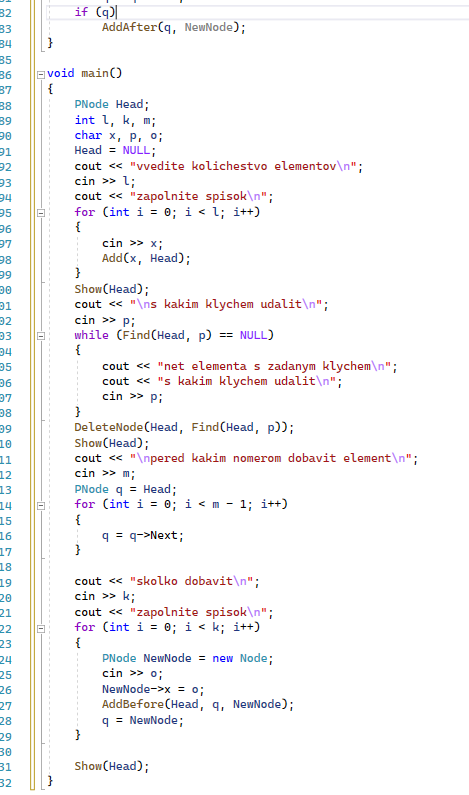 82 if (q)
83 AddAfter(q, NewNode);
84 }
85
86 void main()
87 {
88 PNode Head;
89 int l, k, m;
90 char x, p, o;
91 Head = NULL;
92 cout << "vvedite kolichestvo elementov\n";
93 cin >> l;
94 cout << "zapolnite spisok\n";
95 for (int i = 0; i < l; i++)
96 {
97 cin >> x;
98 Add(x, Head);
99 }
00 Show(Head);
01 cout << "\ns kakim klychem udalit\n";
02 cin >> p;
03 while (Find(Head, p) == NULL)
04 {
05 cout << "net elementa s zadanym klychem\n";
06 cout << "s kakim klychem udalit\n";
07 cin >> p;
08 }
09 DeleteNode(Head, Find(Head, p));
10 Show(Head);
11 cout << "\npered kakim nomerom dobavit element\n";
12 cin >> m;
13 PNode q = Head;
14 for (int i = 0; i < m - 1; i++)
15 {
16 q = q->Next;
17 }
18
19 cout << "skolko dobavit\n";
20 cin >> k;
21 cout << "zapolnite spisok\n";
22 for (int i = 0; i < k; i++)
23 {
24 PNode NewNode = new Node;
25 cin >> o;
26 NewNode->x = o;
27 AddBefore(Head, q, NewNode);
28 q = NewNode;
29 }
30
31 Show(Head);
32 }